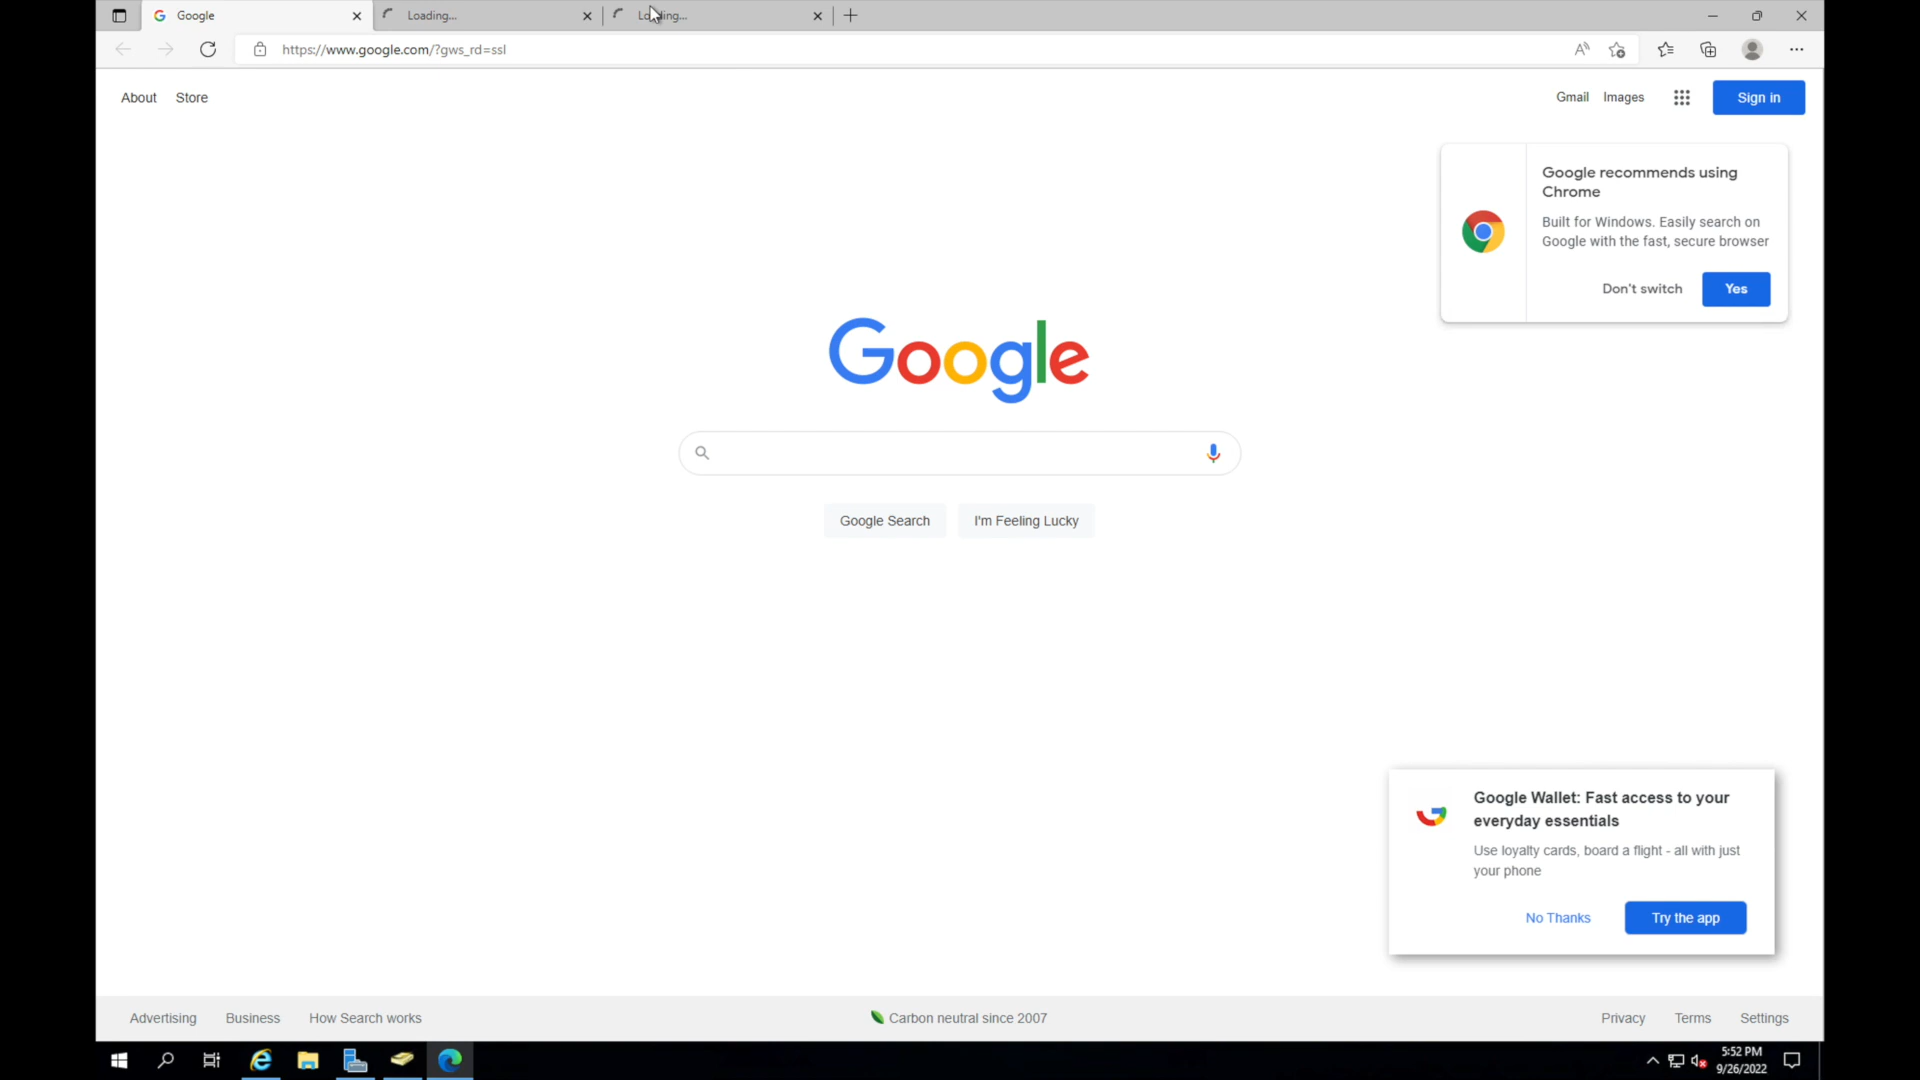 Google
Loading...
Loading...
https://www.google.com/?gws_rd=ssl
About Store
Gmail Images
Sign in
Google recommends using
Chrome
Built for Windows. Easily search on
Google with the fast, secure browser
Don't switch Yes
Google
Google Search I'm Feeling Lucky
Google Wallet: Fast access to your
everyday essentials
Use loyalty cards, board a flight - all with just
your phone
No Thanks Try the app
Advertising Business How Search works
Carbon neutral since 2007
Privacy Terms Settings
5:52 PM
9/26/2022